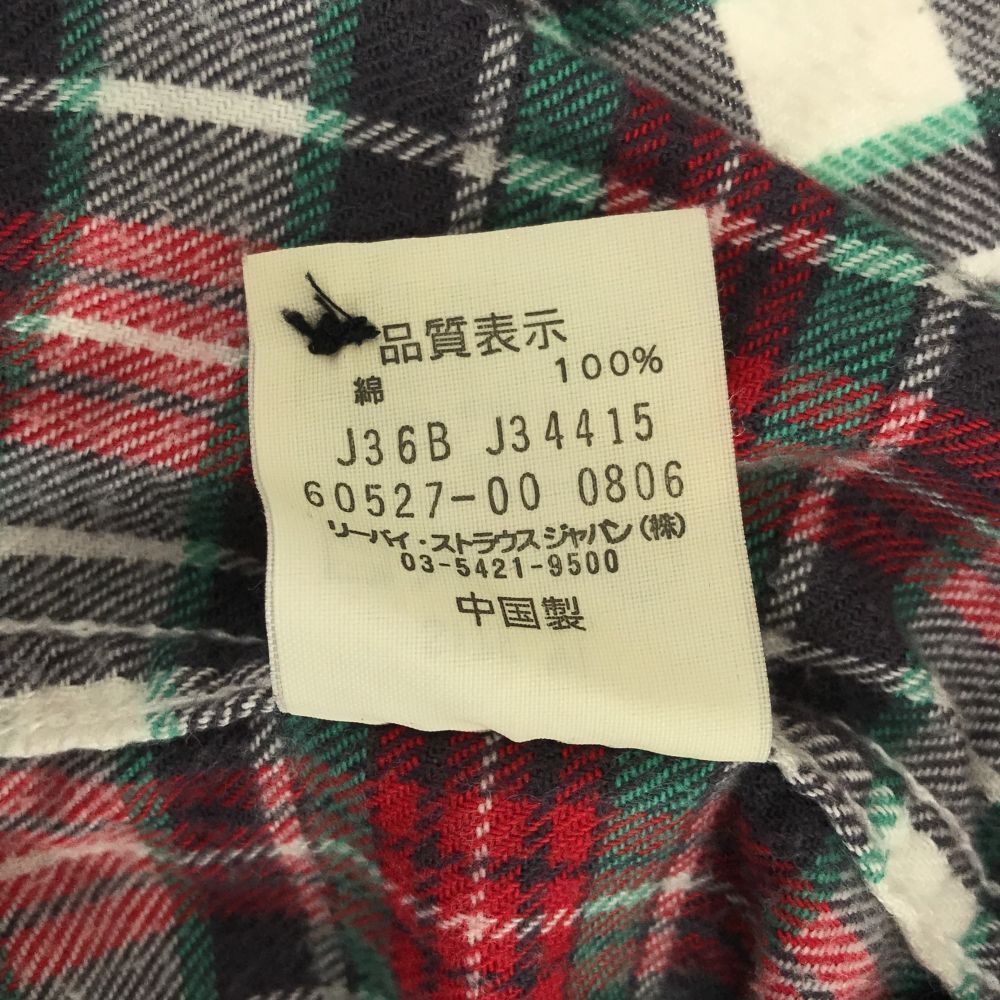 品質表示
綿 100%
J36B J34415
60527-00 0806
リーバイ・ストラウスジャパン(株)
03-5421-9500
中国製